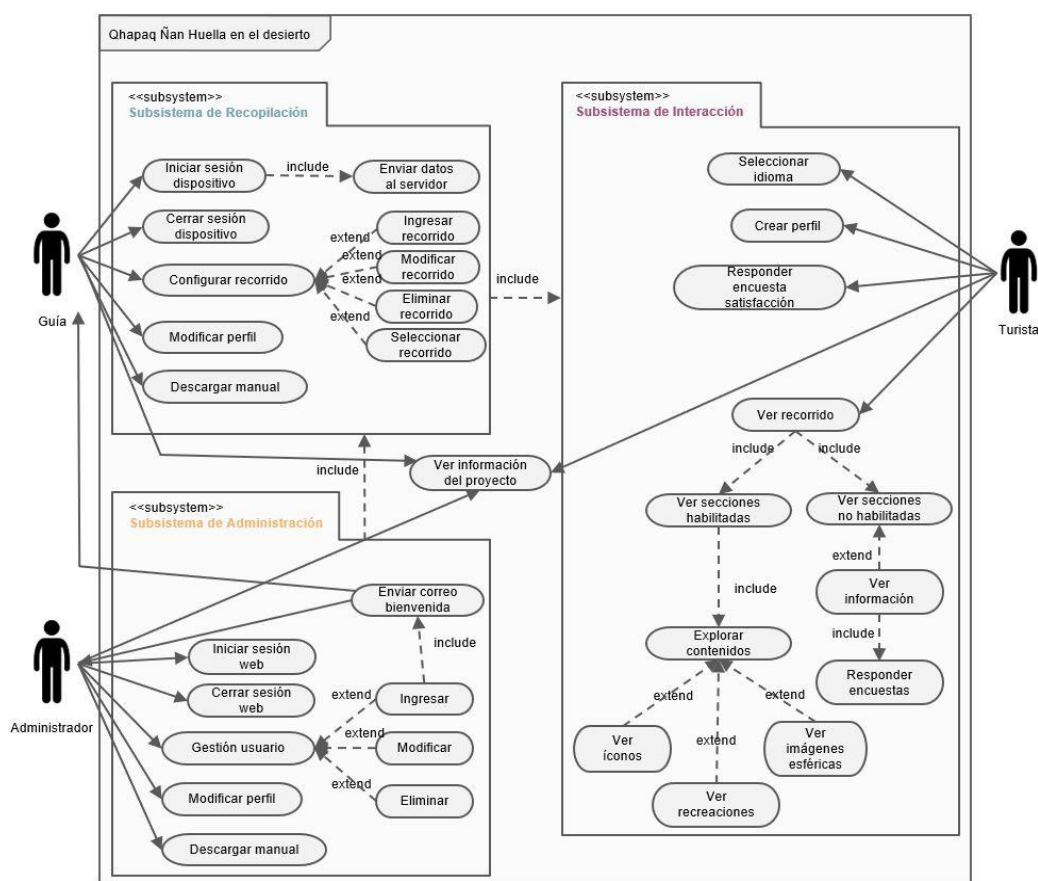 Qhapaq Ñan Huella en el desierto
<<subsystem>>
Subsistema de Recopilación
Iniciar sesión
dispositivo
include
Enviar datos
al servidor
Cerrar sesión
dispositivo
Ingresar
recorrido
extend
Configurar recorrido
extend
Modificar
recorrido
extend
Eliminar
recorrido
extend
Seleccionar
recorrido
Modificar perfil
Descargar manual
Guía
include
<<subsystem>>
Subsistema de Interacción
Seleccionar
idioma
Crear perfil
Responder
encuesta
satisfacción
Turista
Ver recorrido
include
include
Ver secciones
habilitadas
Ver secciones
no habilitadas
extend
Ver
información
include
include
Explorar
contenidos
Responder
encuestas
extend
extend
extend
Ver
íconos
Ver
imágenes
esféricas
Ver
recreaciones
include
Ver información
del proyecto
<<subsystem>>
Subsistema de Administración
Enviar correo
bienvenida
include
Iniciar sesión
web
Cerrar sesión
web
Ingresar
extend
Gestión usuario
extend
Modificar
extend
Eliminar
Modificar perfil
Descargar manual
Administrador